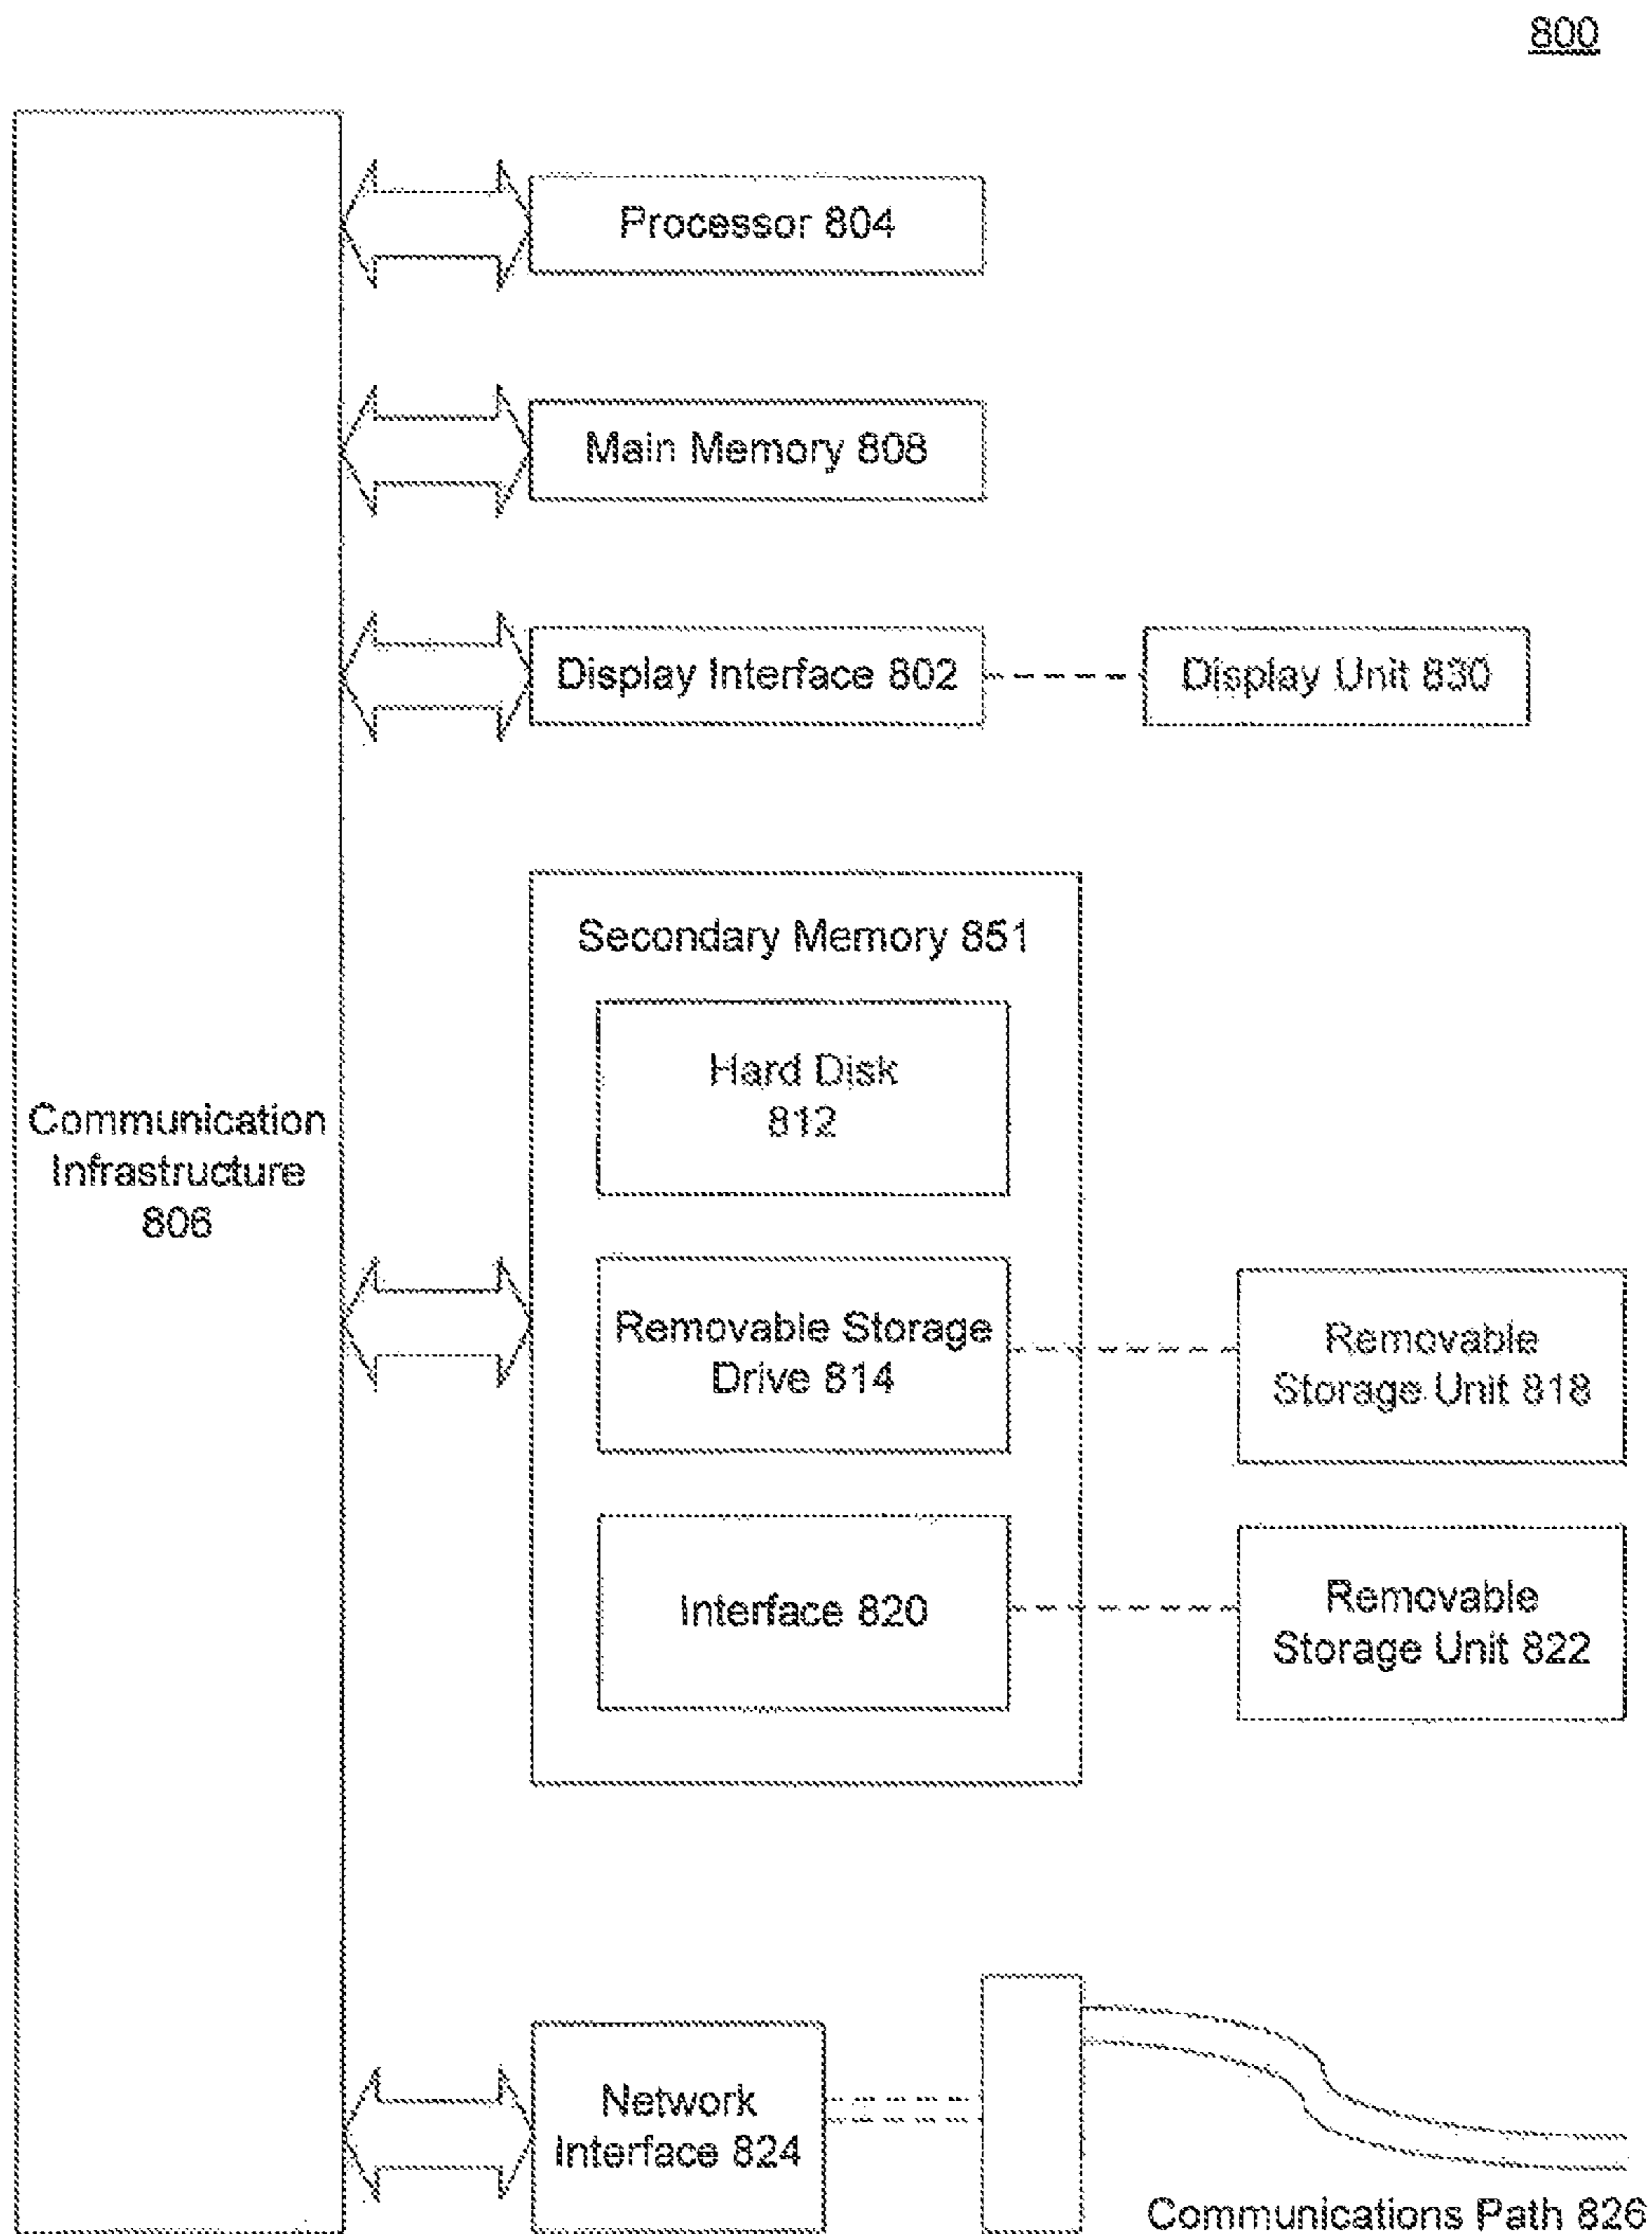 800
Processor 804
Main Memory 808
Display Interface 802
Display Unit 830
Secondary Memory 851
Hard Disk
812
Communication
Infrastructure
806
Removable Storage
Drive 814
Removable
Storage Unit 818
Interface 820
Removable
Storage Unit 822
Network
Interface 824
Communications Path 826